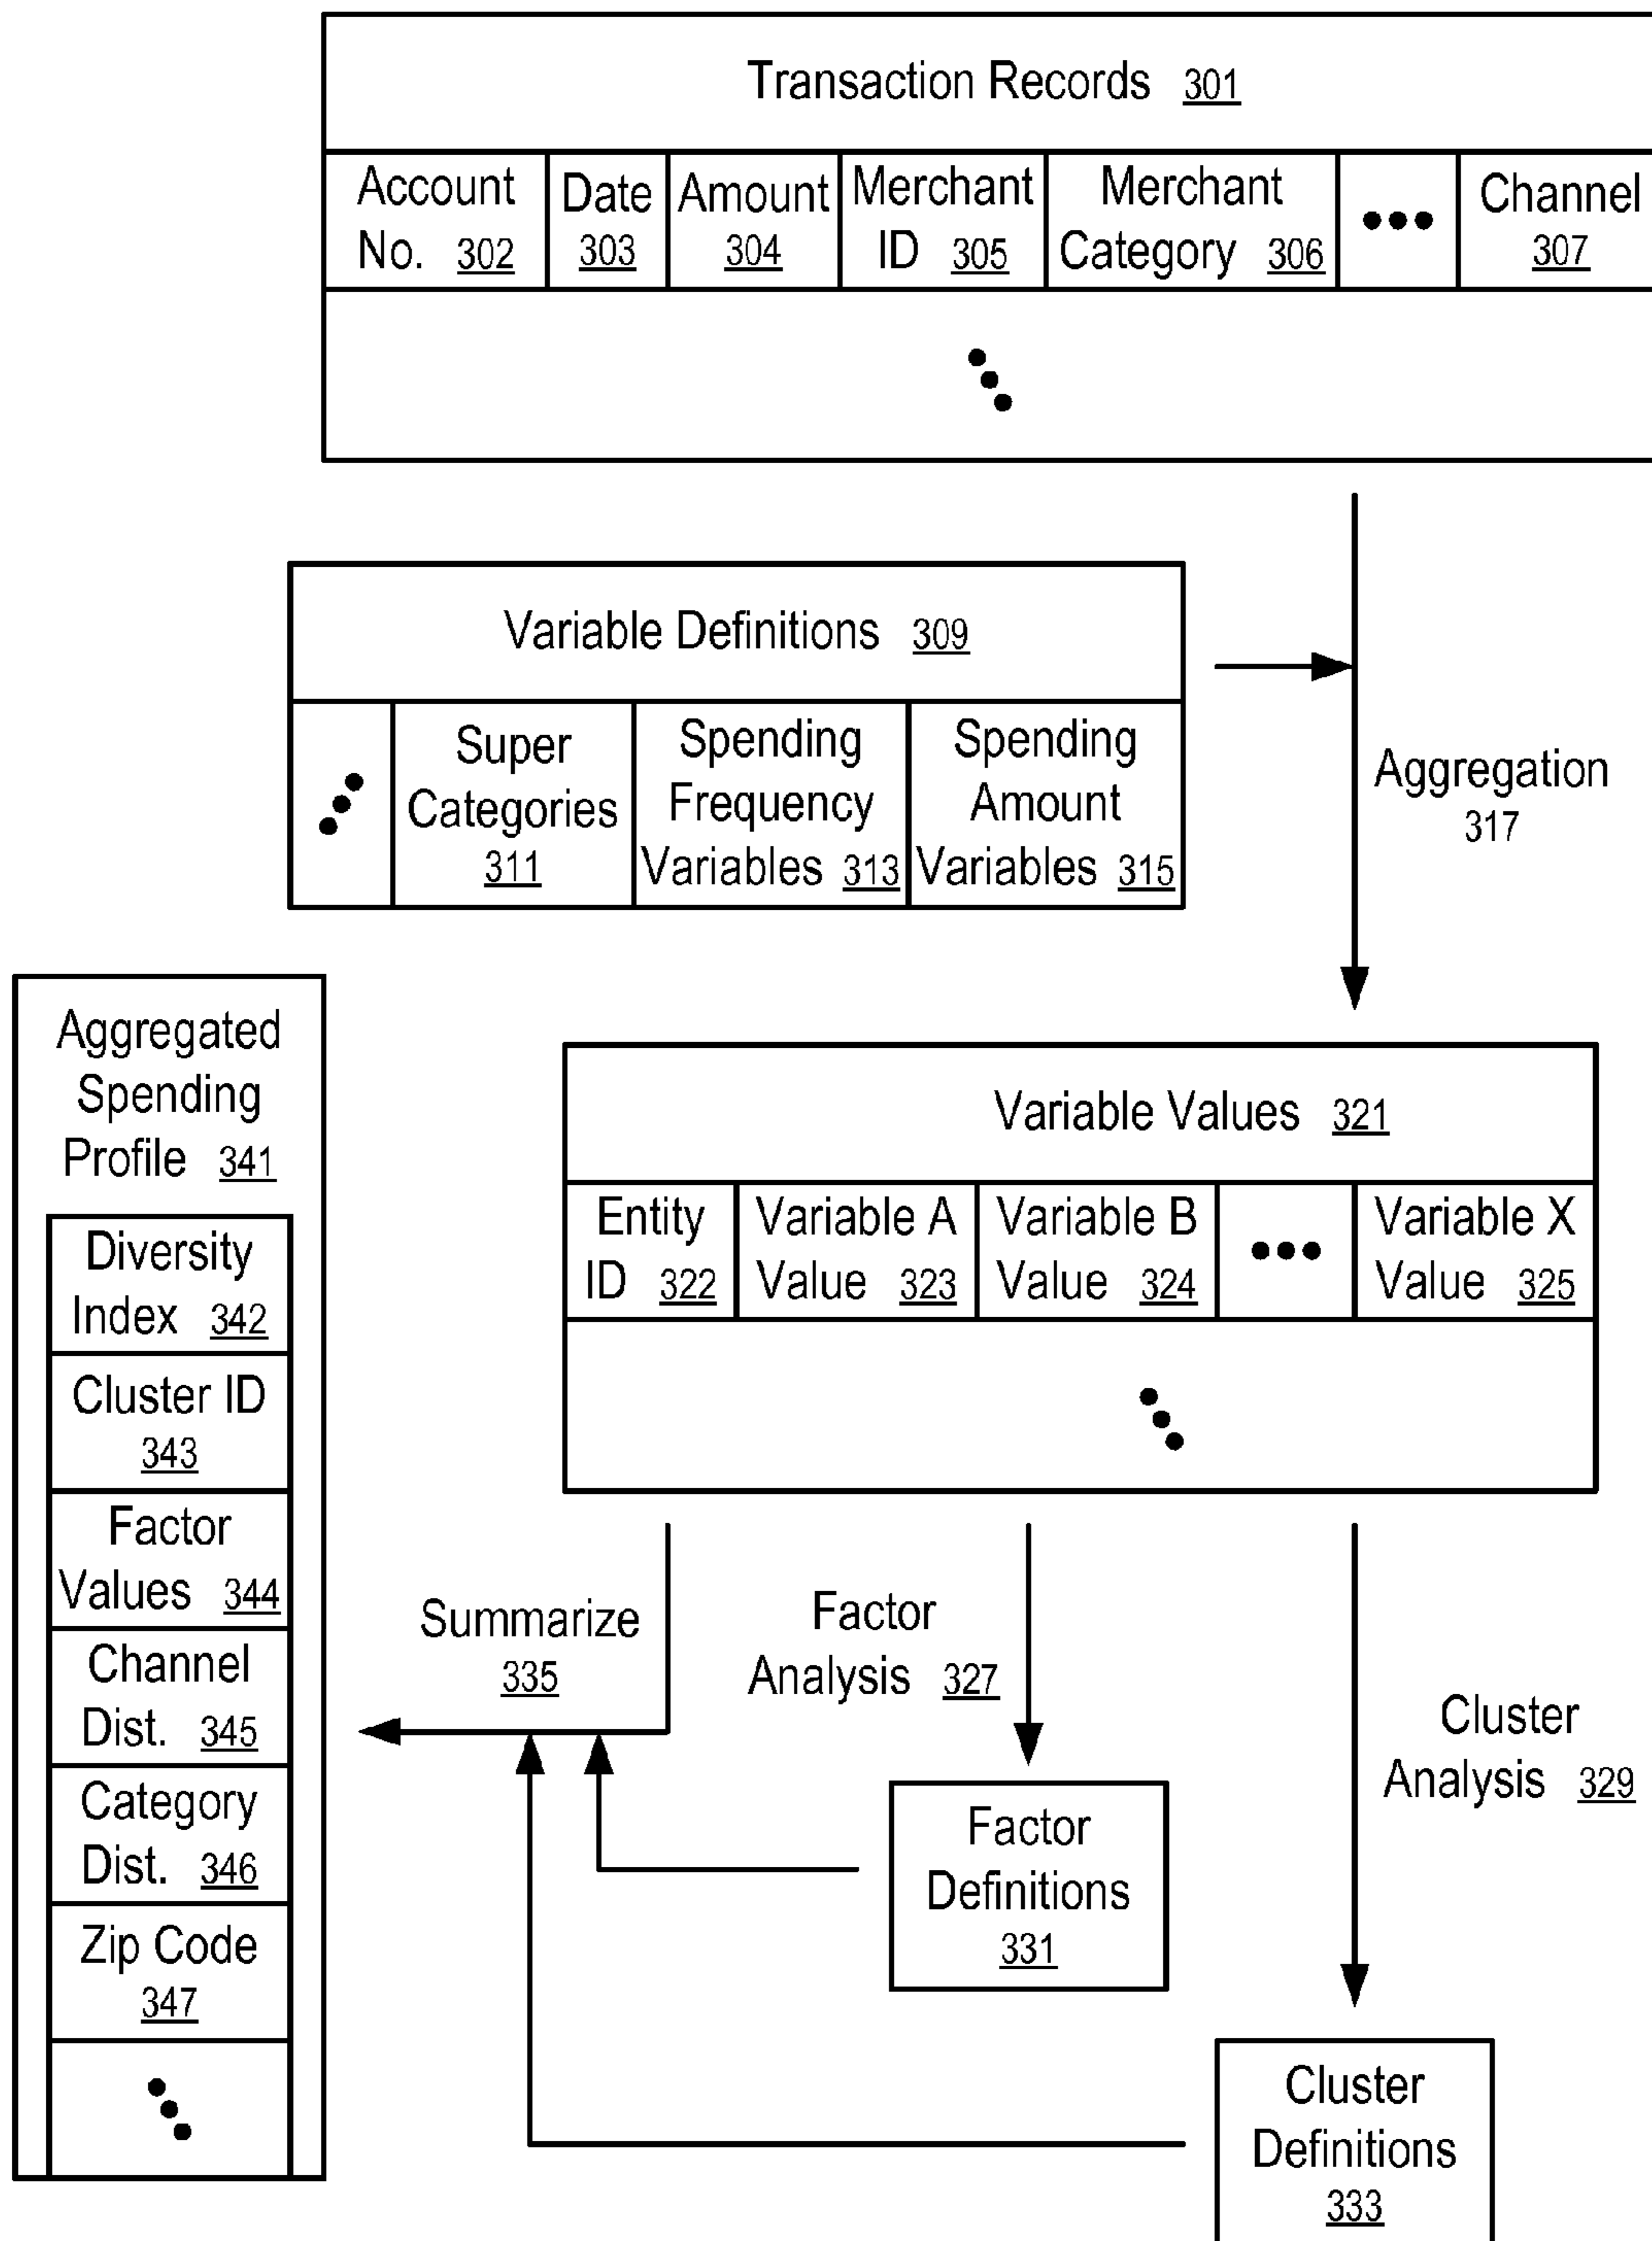 Transaction Records 301
Account
No. 302
Date
303
Amount
304
Merchant
ID 305
Merchant
Category 306
•••
Channel
307
Variable Definitions 309
Super
Categories
311
Spending
Frequency
Variables 313
Spending
Amount
Variables 315
Aggregation
317
Aggregated
Spending
Profile 341
Diversity
Index 342
Cluster ID
343
Factor
Values 344
Channel
Dist. 345
Category
Dist. 346
Zip Code
347
Variable Values 321
Entity
ID 322
Variable A
Value 323
Variable B
Value 324
•••
Variable X
Value 325
Summarize
335
Factor
Analysis 327
Cluster
Analysis 329
Factor
Definitions
331
Cluster
Definitions
333